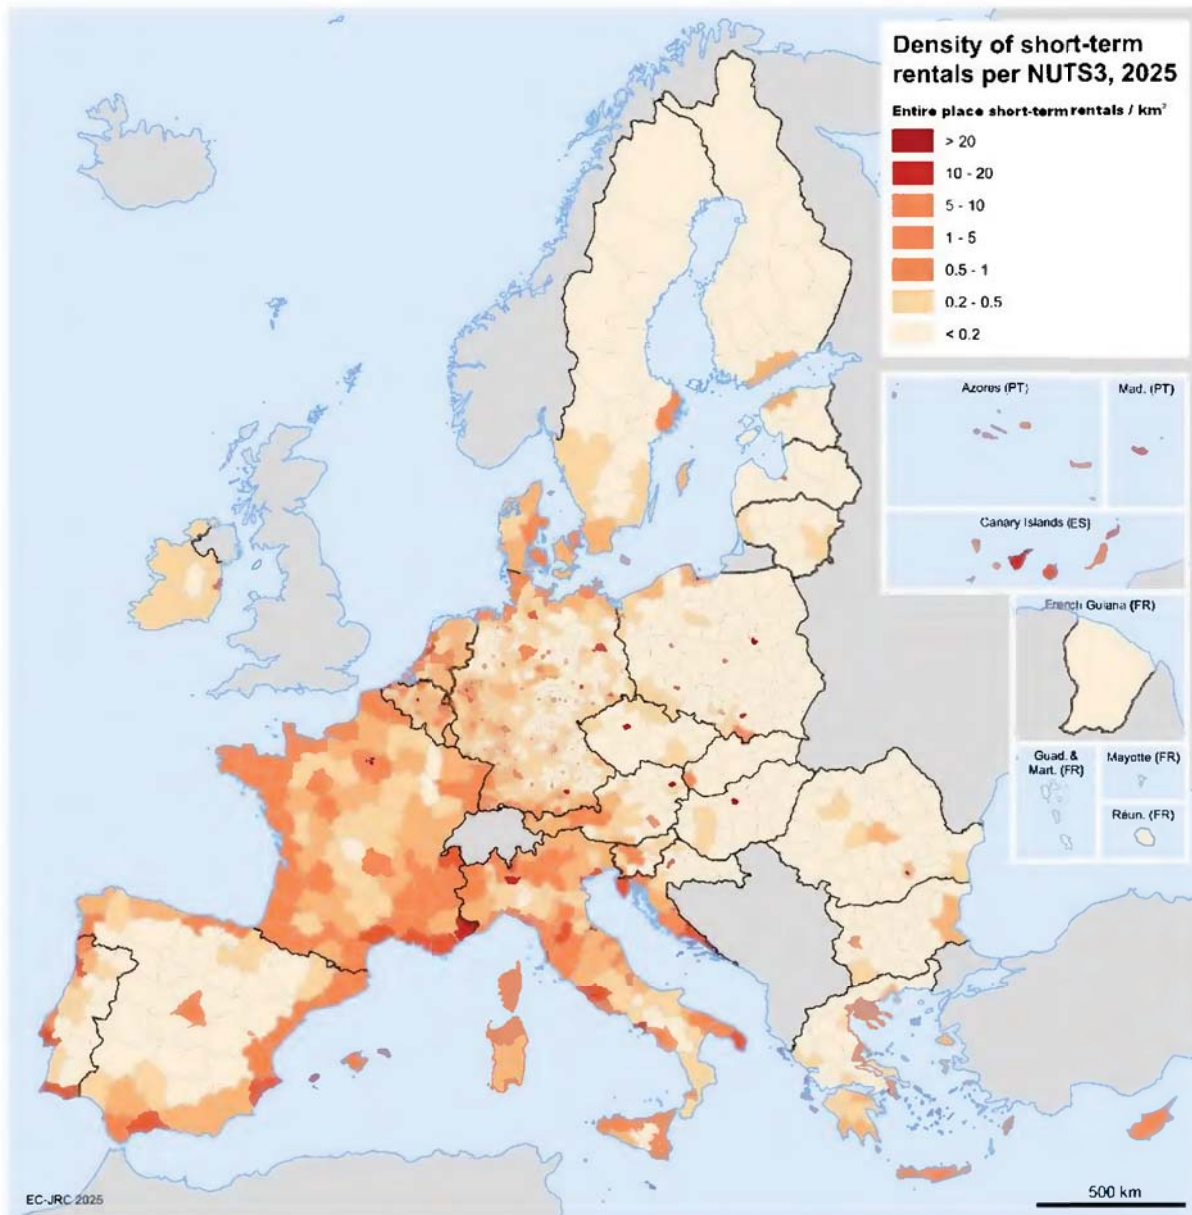 Density of short-term
rentals per NUTS3, 2025
Entire place short-term rentals / km²
> 20
10 - 20
5 - 10
1 - 5
0.5 - 1
0.2 - 0.5
< 0.2
Azores (PT)
Mad. (PT)
Canary Islands (ES)
French Guiana (FR)
Guad. &
Mart. (FR)
Mayotte (FR)
Réun. (FR)
EC-JRC 2025
500 km